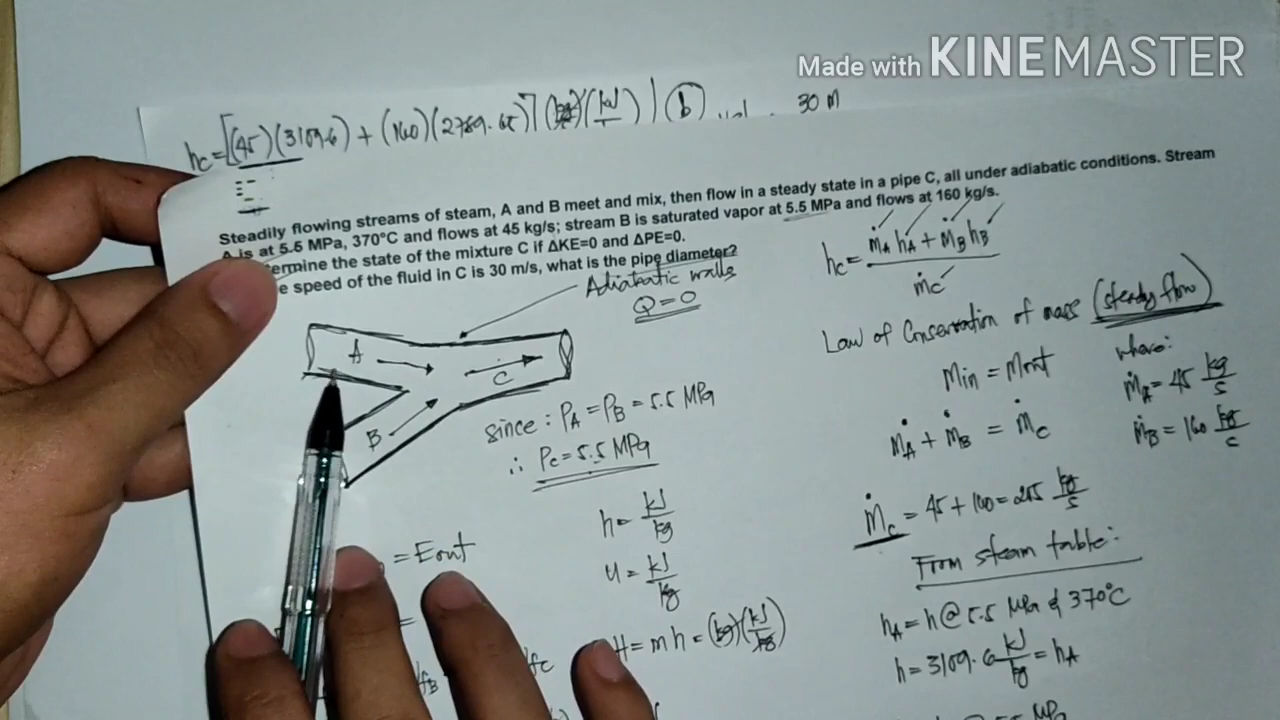 Made with KINEMASTER
hc = [(45)(3109.6) + (160)(2789.65)] (kg)(kJ) (b) 30 m
Steadily flowing streams of steam, A and B meet and mix, then flow in a steady state in a pipe C, all under adiabatic conditions. Stream
is at 5.5 MPa, 370°C and flows at 45 kg/s; stream B is saturated vapor at 5.5 MPa and flows at 160 kg/s.
termine the state of the mixture C if ΔKE=0 and ΔPE=0.
e speed of the fluid in C is 30 m/s, what is the pipe diameter?
Adiabatic walls
Q=0
A
C
B
since: PA = PB = 5.5 MPa
∴ PC = 5.5 MPa
h = kJ/kg
u = kJ/kg
= Eout
=
H = mh = (kg)(kJ/kg)
fB
fC
hc = ṁA hA + ṁB hB / ṁc
Law of Conservation of mass (steady flow)
Min = Mout
where:
ṁA = 45 kg/s
ṁA + ṁB = ṁc
ṁB = 160 kg/s
ṁc = 45 + 160 = 205 kg/s
From steam table:
hA = h @ 5.5 MPa & 370°C
h = 3109.6 kJ/kg = hA
MPa